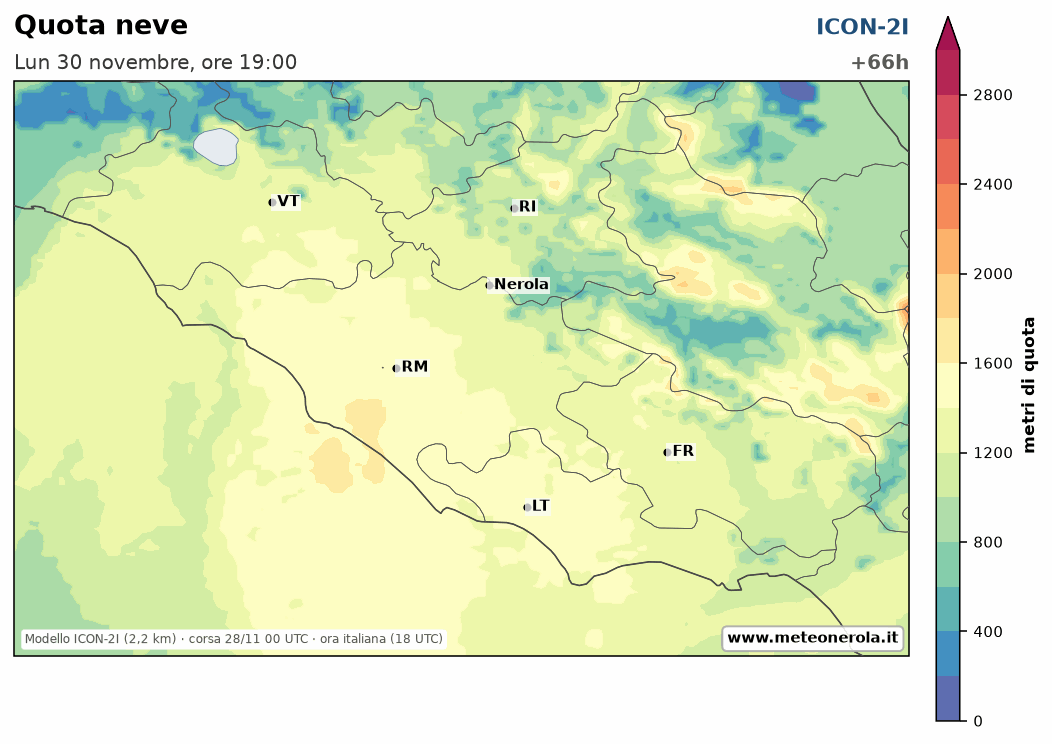 Quota neve
ICON-2I
Lun 30 novembre, ore 19:00
+66h
2800
2400
2000
1600
1200
800
400
0
metri di quota
VT
RI
Nerola
RM
FR
LT
Modello ICON-2I (2,2 km) · corsa 28/11 00 UTC · ora italiana (18 UTC)
www.meteonerola.it